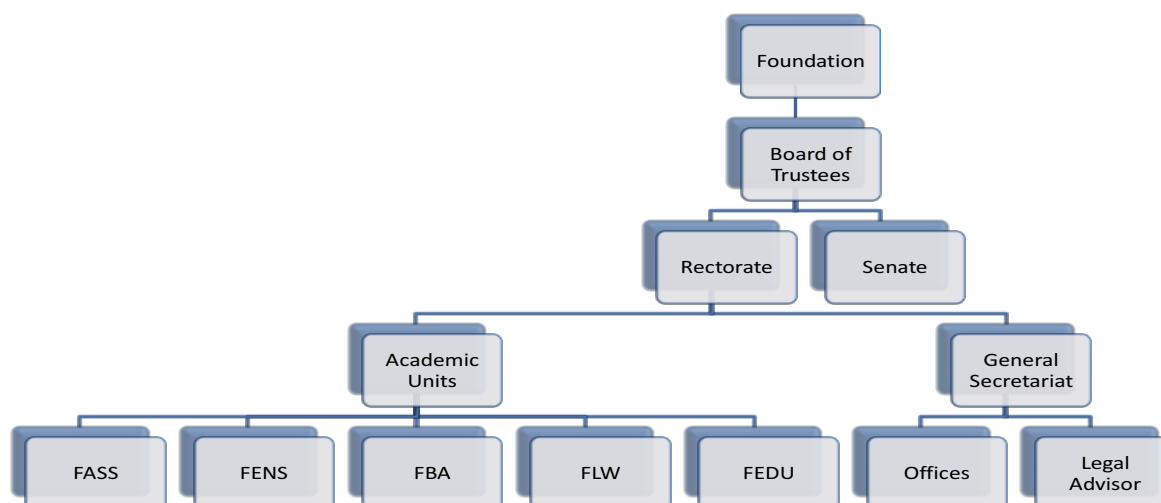 Foundation
Board of
Trustees
Rectorate
Senate
Academic
Units
General
Secretariat
FASS
FENS
FBA
FLW
FEDU
Offices
Legal
Advisor